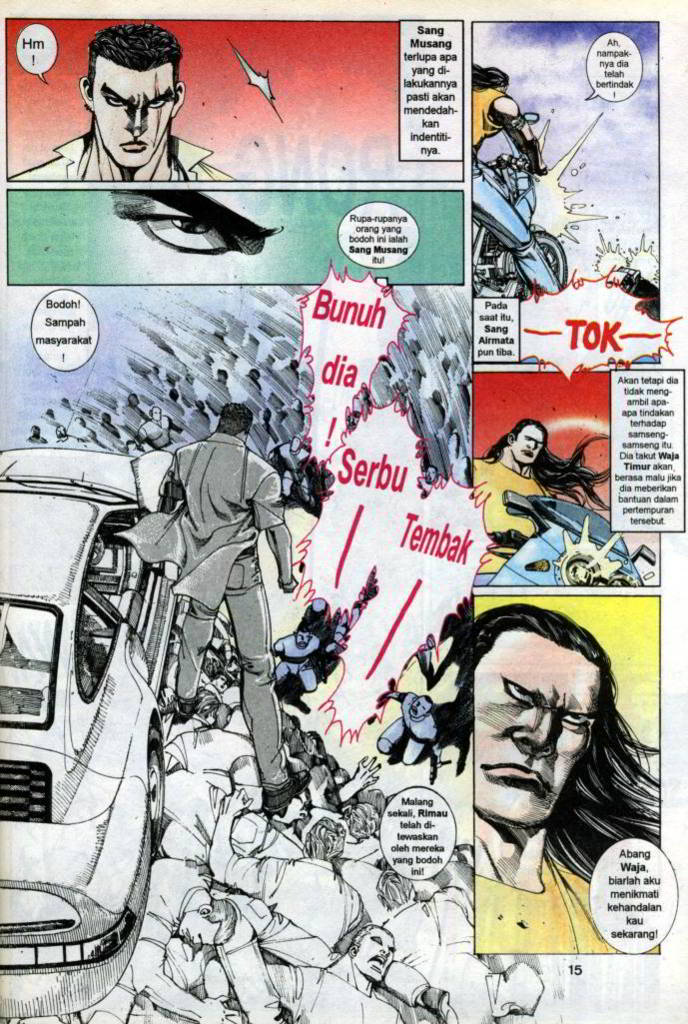 Hm
!
Sang
Musang
terlupa apa
yang di-
lakukannya
pasti akan
mendedah-
kan
indentiti-
nya.
Rupa-rupanya
orang yang
bodoh ini ialah
Sang Musang
itu!
Bodoh!
Sampah
masyarakat
!
Bunuh
dia
!
Serbu
Tembak
Malang
sekali, Rimau
telah di-
tewaskan
oleh mereka
yang bodoh
ini!
Ah,
nampak-
nya dia
telah
bertindak
!
Pada
saat itu,
Sang
Airmata
pun tiba.
TOK
Akan tetapi dia
tidak meng-
ambil apa-
apa tindakan
terhadap
samseng-
samseng itu.
Dia takut Waja
Timur akan
berasa malu jika
dia meberikan
bantuan dalam
pertempuran
tersebut.
Abang
Waja,
biarlah aku
menikmati
kehandalan
kau
sekarang!
15